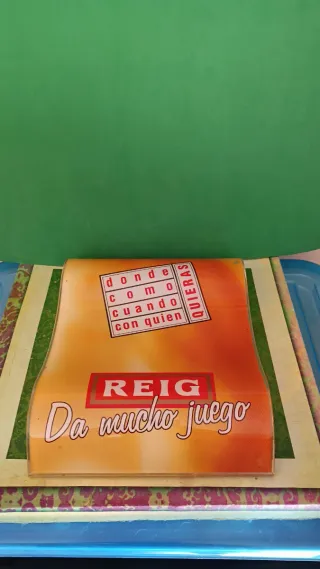 donde
como
cuando
con quien
QUIERAS
REIG
Da mucho juego